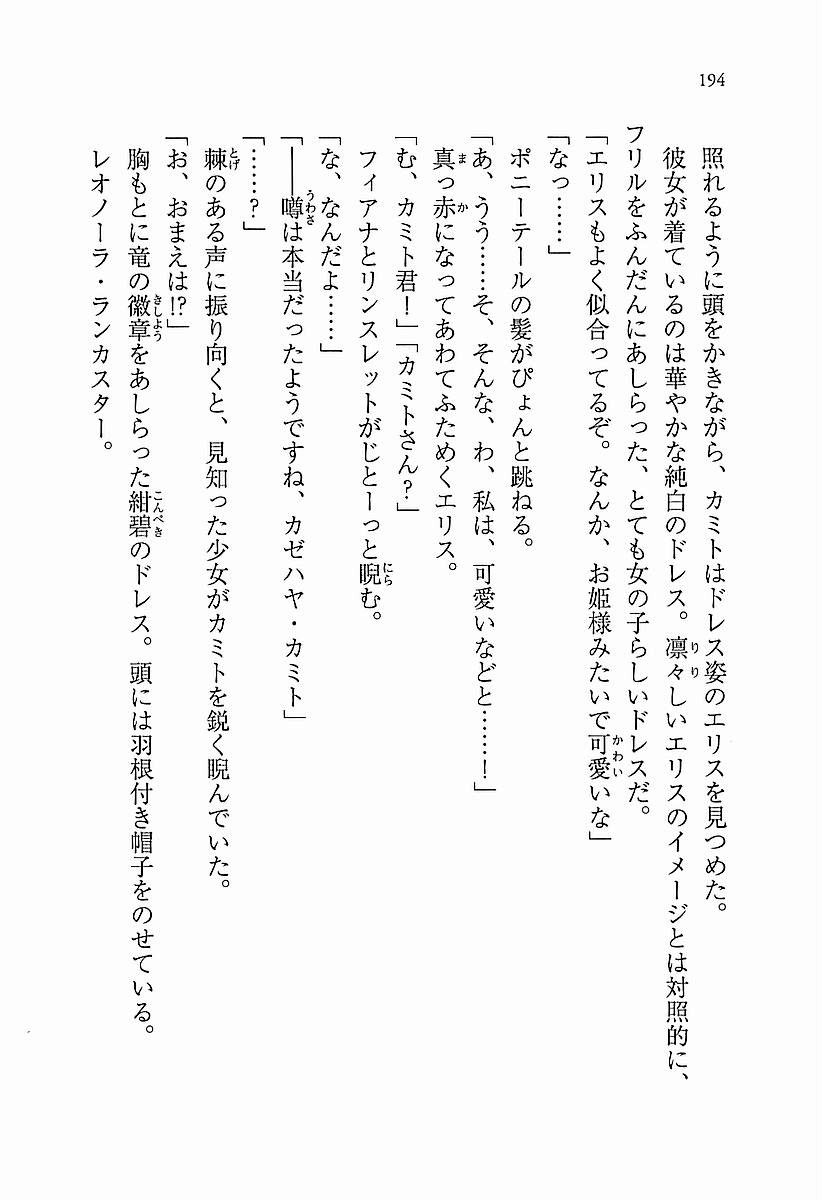 194
照れるように頭をかきながら、カミトはドレス姿のエリスを見つめた。
彼女が着ているのは華やかな純白のドレス。凛々しいエリスのイメージとは対照的に、
フリルをふんだんにあしらった、とても女の子らしいドレスだ。
「エリスもよく似合ってるぞ。なんか、お姫様みたいで可愛いな」
「なっ……」
ポニーテールの髪がぴょんと跳ねる。
「あ、うう……そ、そんな、わ、私は、可愛いなどと……！」
真っ赤になってあわてふためくエリス。
「む、カミト君！」「カミトさん？」
フィアナとリンスレットがじとーっと睨む。
「な、なんだよ……」
「――噂は本当だったようですね、カゼハヤ・カミト」
「……？」
棘のある声に振り向くと、見知った少女がカミトを鋭く睨んでいた。
「お、おまえは!?」
胸もとに竜の徽章をあしらった紺碧のドレス。頭には羽根付き帽子をのせている。
レオノーラ・ランカスター。